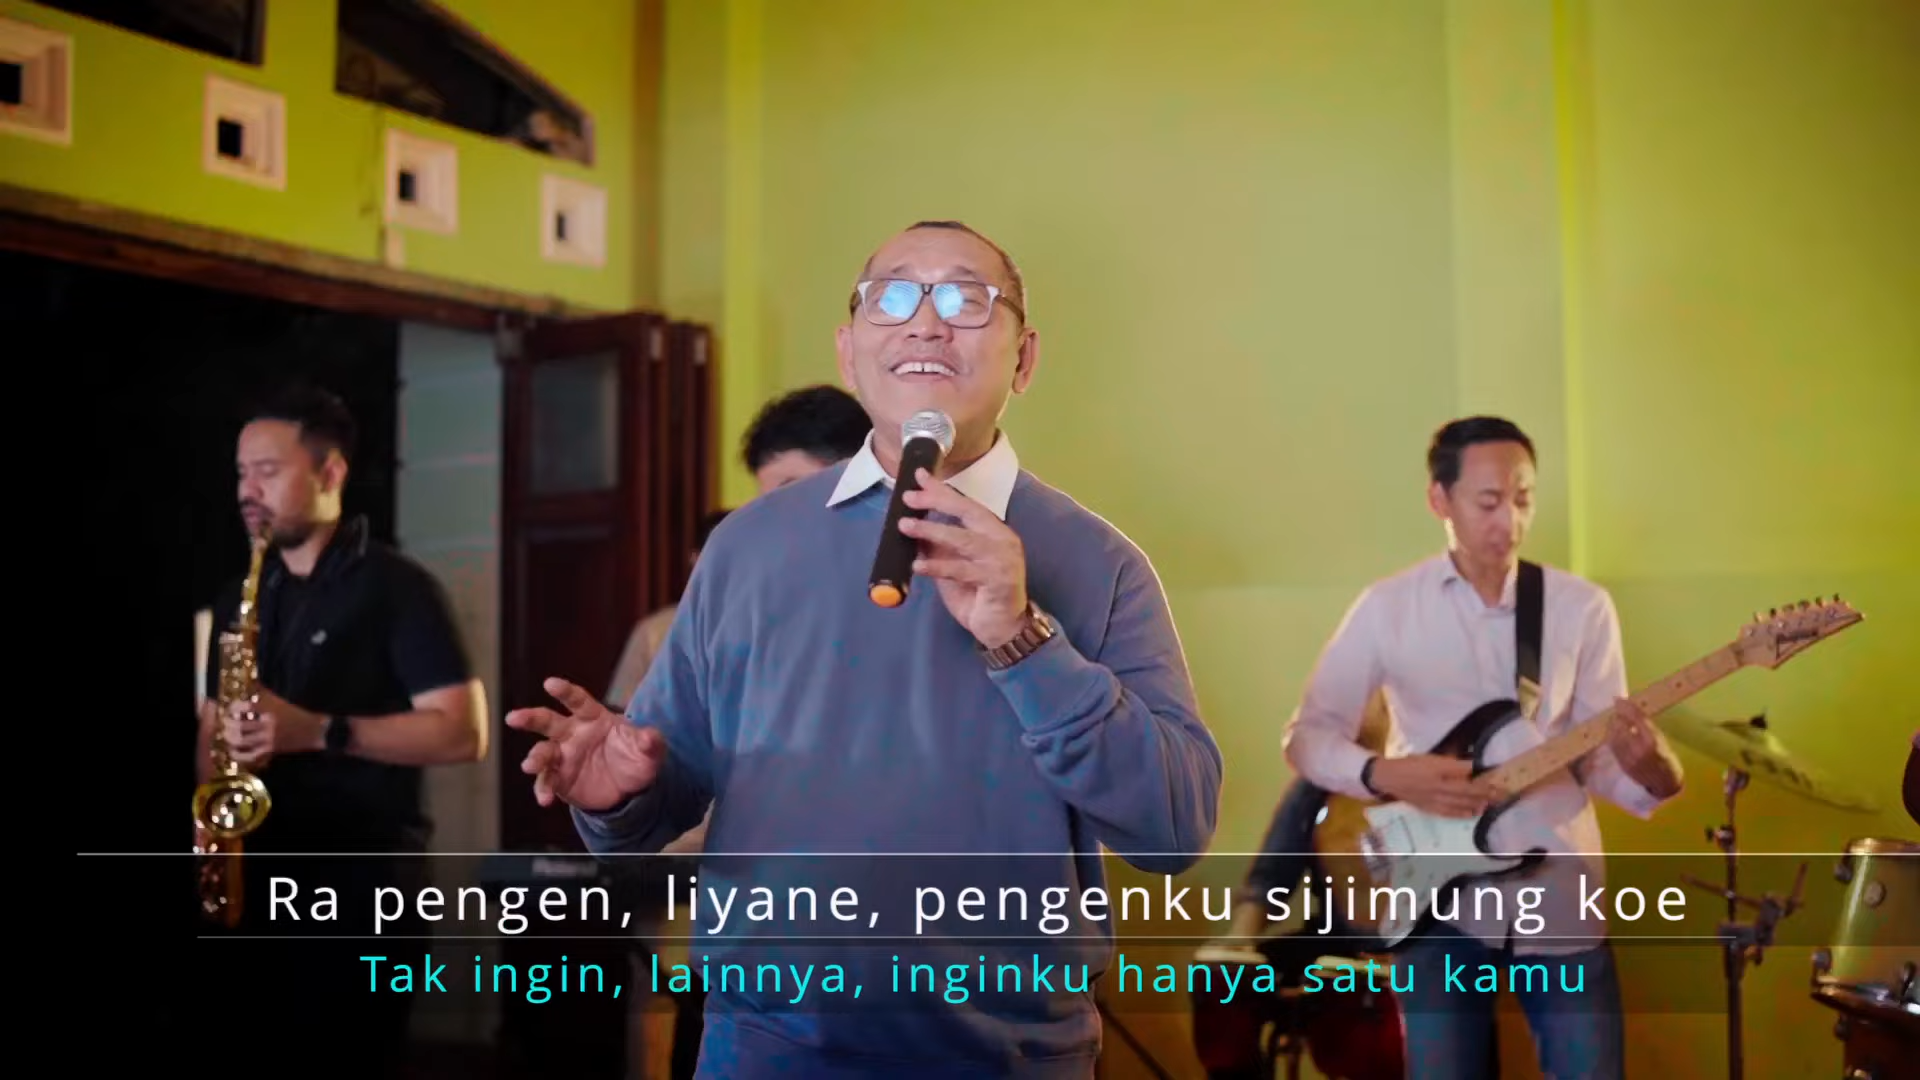 Ra pengen, liyane, pengenku sijimung koe
Tak ingin, lainnya, inginku hanya satu kamu